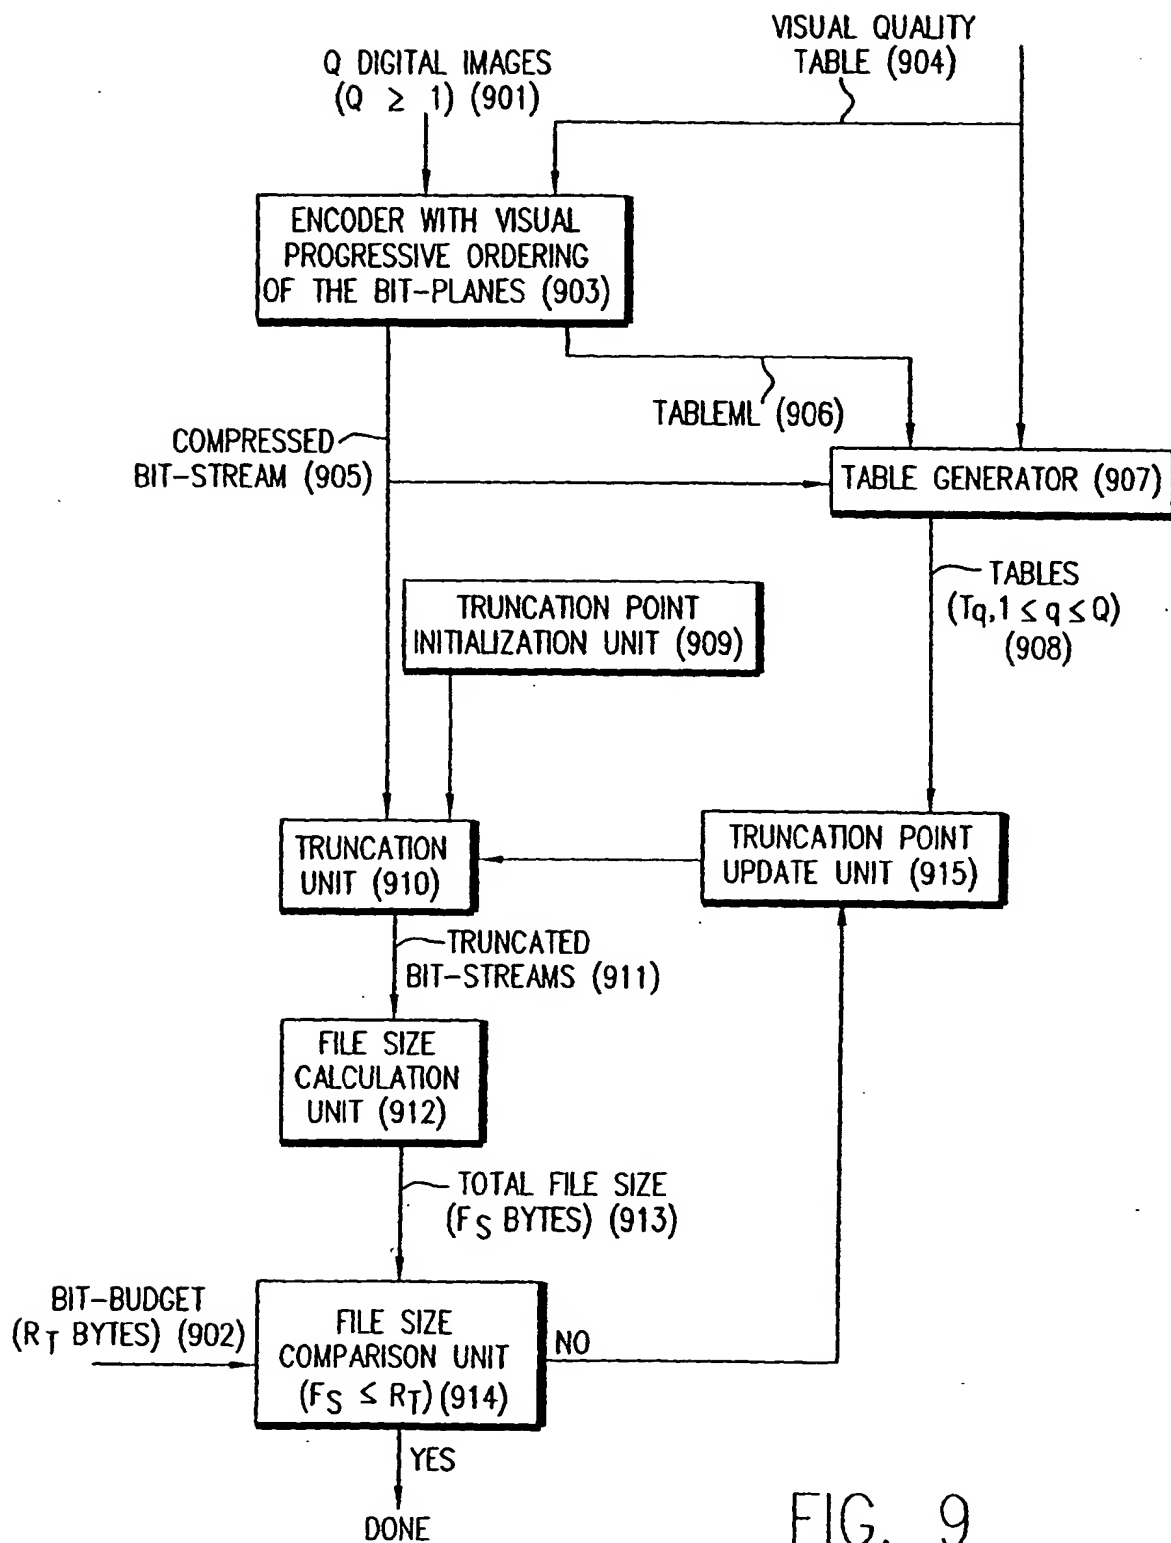 VISUAL QUALITY
TABLE (904)
Q DIGITAL IMAGES
(Q ≥ 1) (901)
ENCODER WITH VISUAL
PROGRESSIVE ORDERING
OF THE BIT-PLANES (903)
TABLEML (906)
COMPRESSED
BIT-STREAM (905)
TABLE GENERATOR (907)
TABLES
(Tq, 1 ≤ q ≤ Q)
(908)
TRUNCATION POINT
INITIALIZATION UNIT (909)
TRUNCATION
UNIT (910)
TRUNCATION POINT
UPDATE UNIT (915)
TRUNCATED
BIT-STREAMS (911)
FILE SIZE
CALCULATION
UNIT (912)
TOTAL FILE SIZE
(FS BYTES) (913)
BIT-BUDGET
(RT BYTES) (902)
FILE SIZE
COMPARISON UNIT
(FS ≤ RT) (914)
NO
YES
DONE
FIG. 9